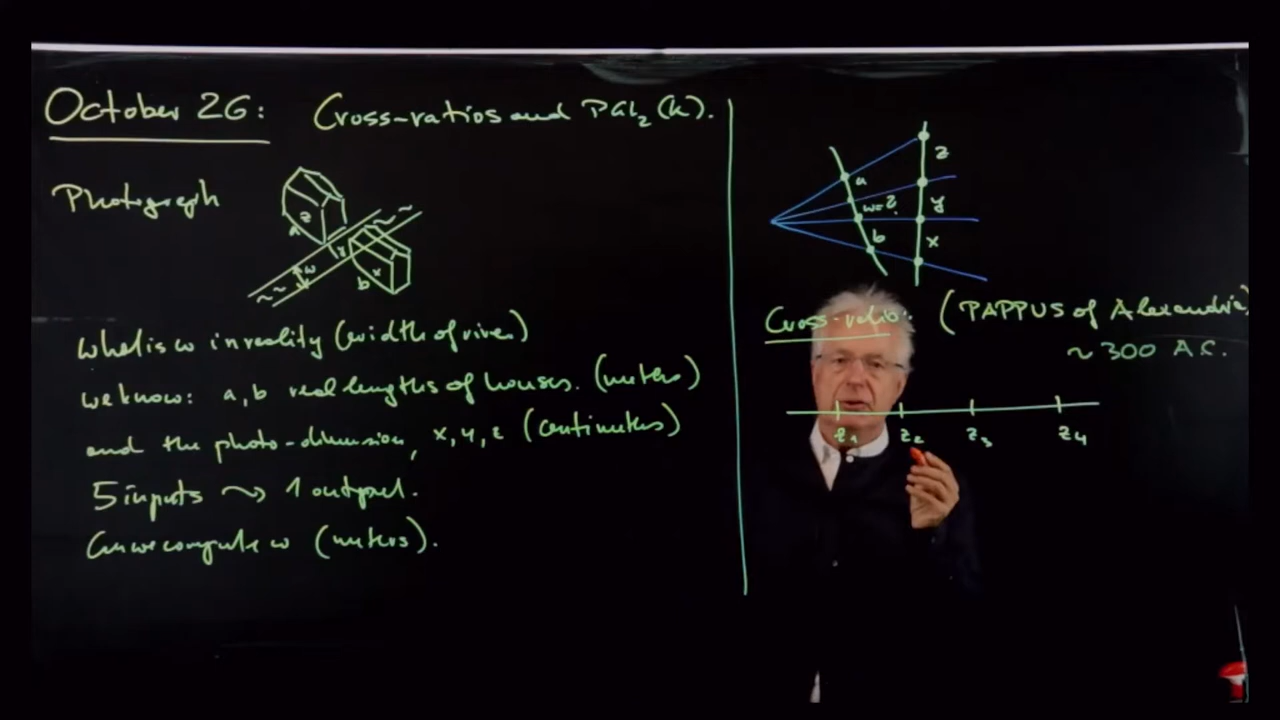 October 26: Cross-ratios and PGL₂(k).
Photograph
z
a
y
w
x
b
~ ~
~ ~
What is w in reality (width of river)
we know: a, b real lengths of houses. (meters)
and the photo-dimension, x, y, z (centimeters)
5 inputs ⤳ 1 output.
Can we compute w (meters).
z
a
w=?
y
b
x
Cross-ratio: (PAPPUS of Alexandria)
~ 300 A.C.
z₁ z₂ z₃ z₄